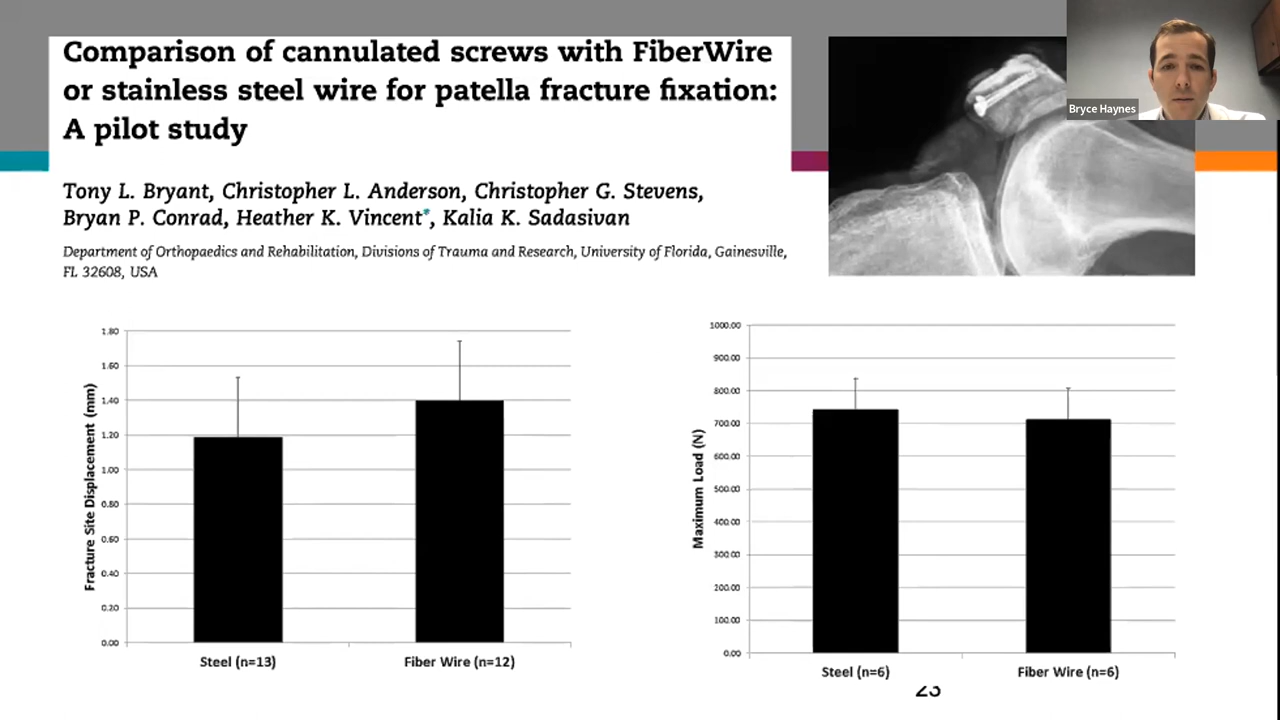 Comparison of cannulated screws with FiberWire
or stainless steel wire for patella fracture fixation:
A pilot study
Bryce Haynes
Tony L. Bryant, Christopher L. Anderson, Christopher G. Stevens,
Bryan P. Conrad, Heather K. Vincent*, Kalia K. Sadasivan
Department of Orthopaedics and Rehabilitation, Divisions of Trauma and Research, University of Florida, Gainesville,
FL 32608, USA
Fracture Site Displacement (mm)
1.80
1.60
1.40
1.20
1.00
0.80
0.60
0.40
0.20
0.00
Steel (n=13)
Fiber Wire (n=12)
Maximum Load (N)
1000.00
900.00
800.00
700.00
600.00
500.00
400.00
300.00
200.00
100.00
0.00
Steel (n=6)
Fiber Wire (n=6)